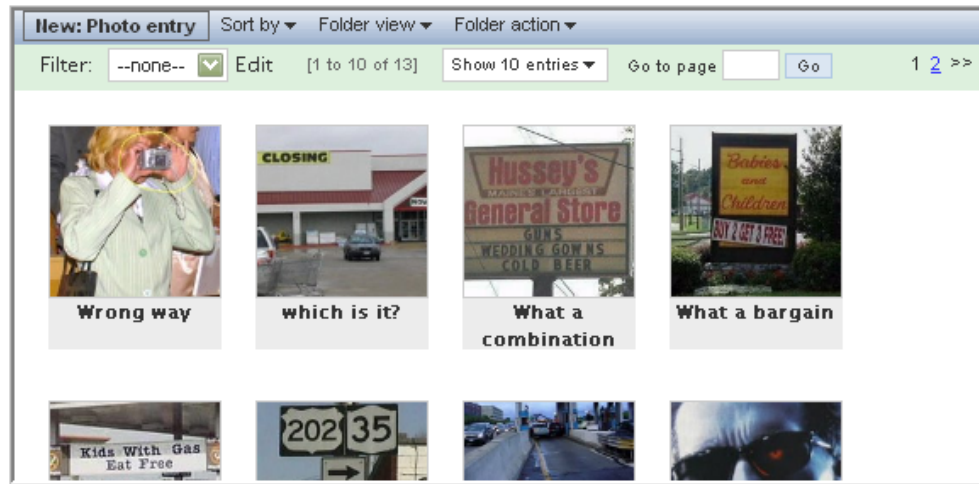 New: Photo entry Sort by Folder view Folder action
Filter: --none-- Edit [1 to 10 of 13] Show 10 entries Go to page Go 1 2 >>
CLOSING
Hussey's
MAINE'S LARGEST
General Store
GUNS
WEDDING GOWNS
COLD BEER
Babies
and
Children
BUY 2 GET 3 FREE!
Wrong way
which is it?
What a
combination
What a bargain
Kids With Gas
Eat Free
202 35